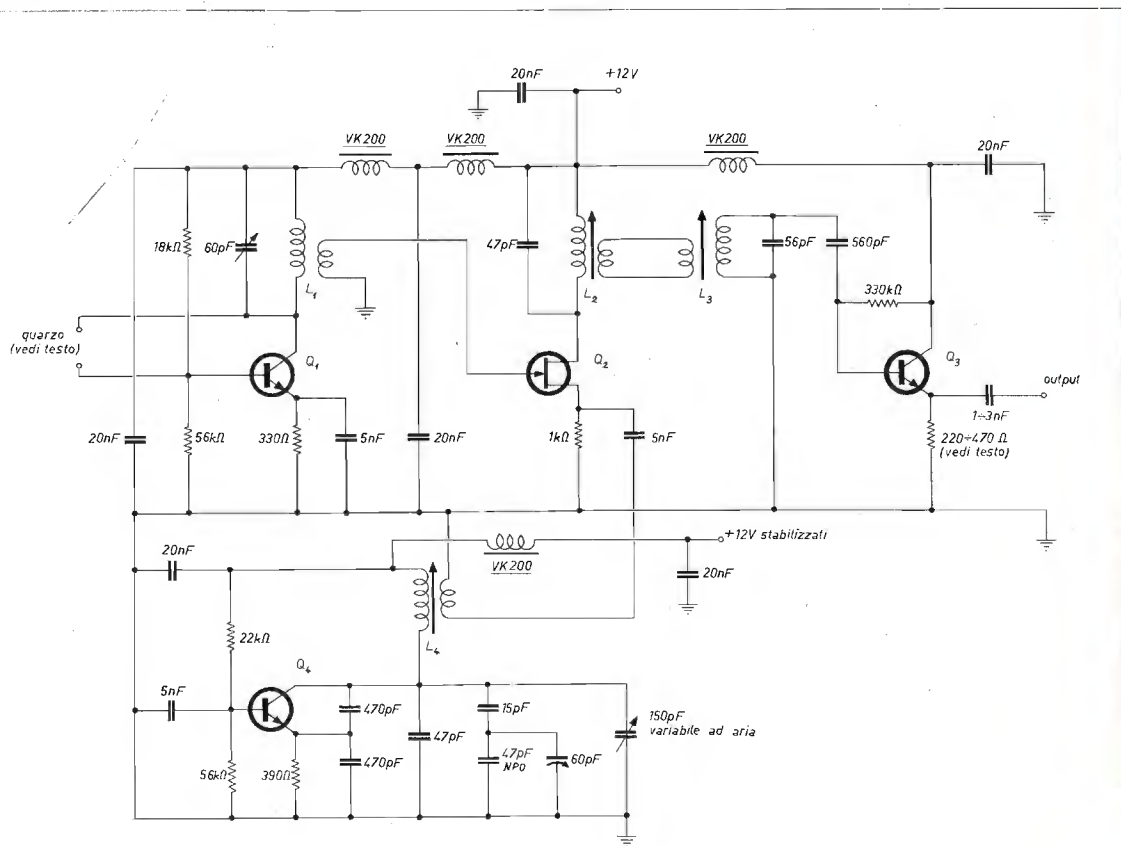 20nF
+12V
VK200
VK200
VK200
20nF
18kΩ
60pF
47pF
56pF
560pF
L1
L2
L3
330kΩ
quarzo
(vedi testo)
Q1
Q2
Q3
output
1÷3nF
20nF
56kΩ
330Ω
5nF
20nF
1kΩ
5nF
220÷470 Ω
(vedi testo)
+12V stabilizzati
20nF
VK200
20nF
22kΩ
L4
Q4
5nF
470pF
15pF
150pF
variabile ad aria
47pF
47pF
NPO
60pF
56kΩ
390Ω
470pF